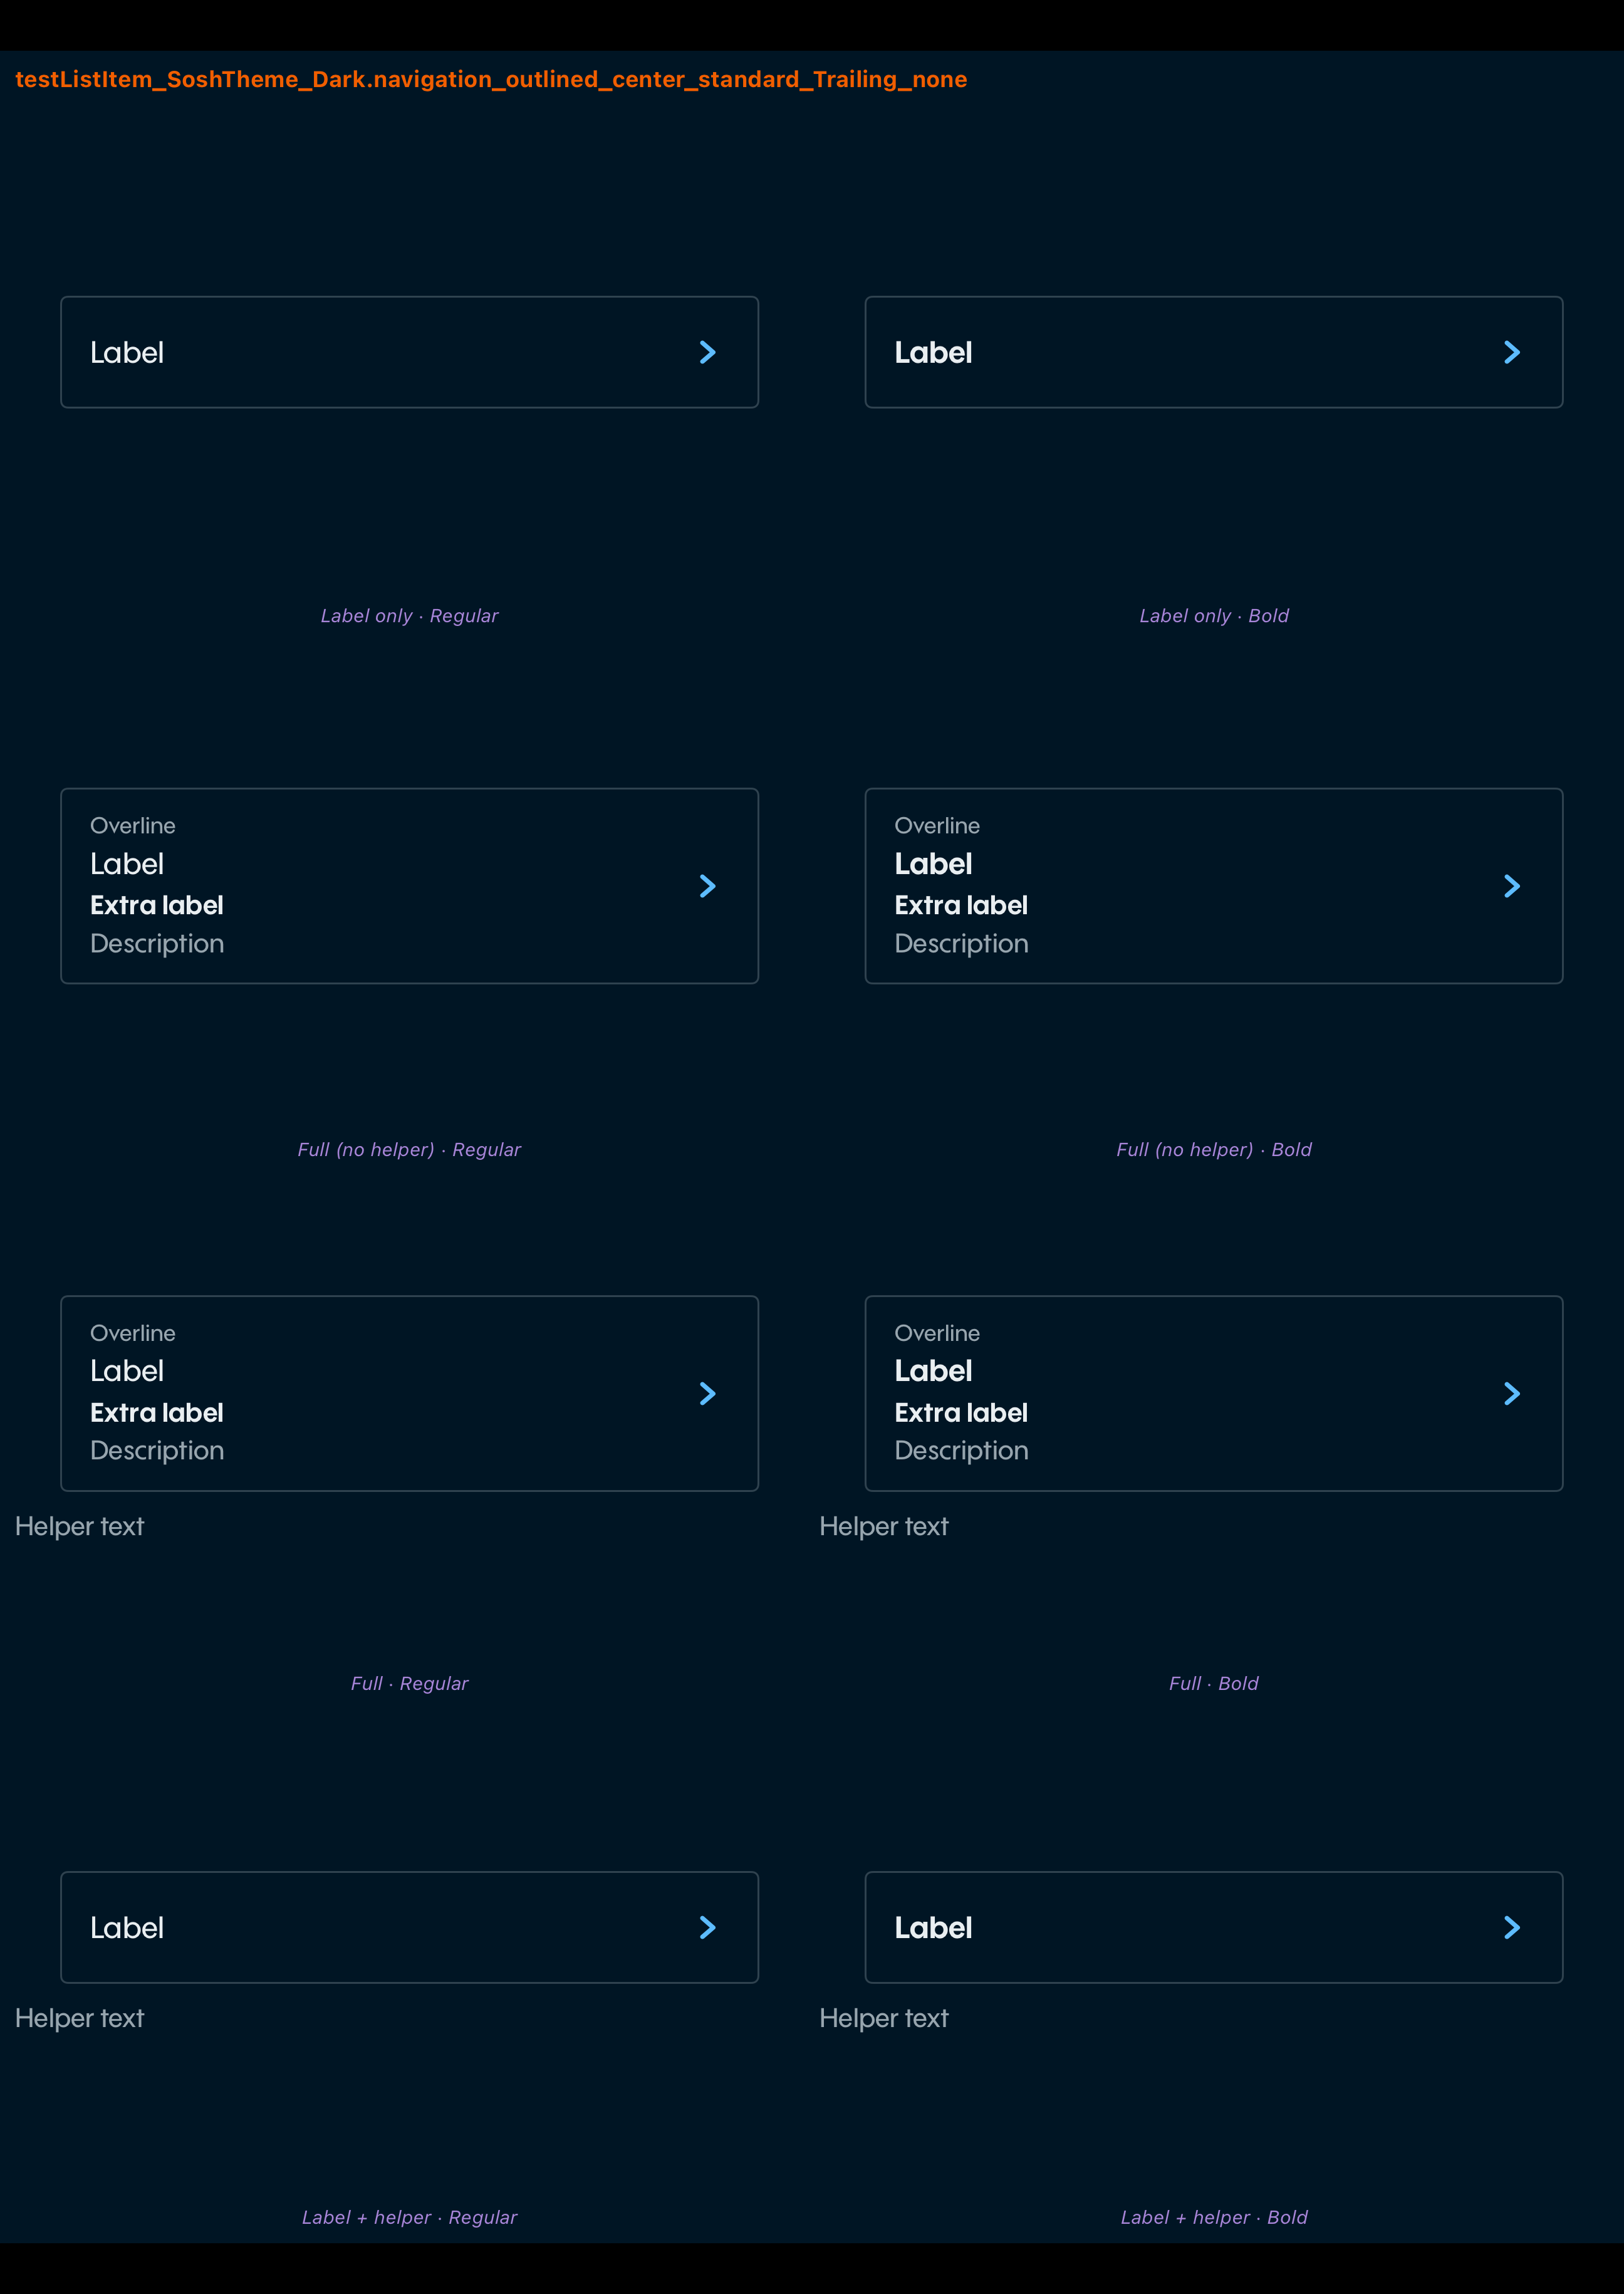 testListItem_SoshTheme_Dark.navigation_outlined_center_standard_Trailing_none
Label
Label
Label only · Regular
Label only · Bold
Overline
Label
Extra label
Description
Overline
Label
Extra label
Description
Full (no helper) · Regular
Full (no helper) · Bold
Overline
Label
Extra label
Description
Helper text
Overline
Label
Extra label
Description
Helper text
Full · Regular
Full · Bold
Label
Helper text
Label
Helper text
Label + helper · Regular
Label + helper · Bold